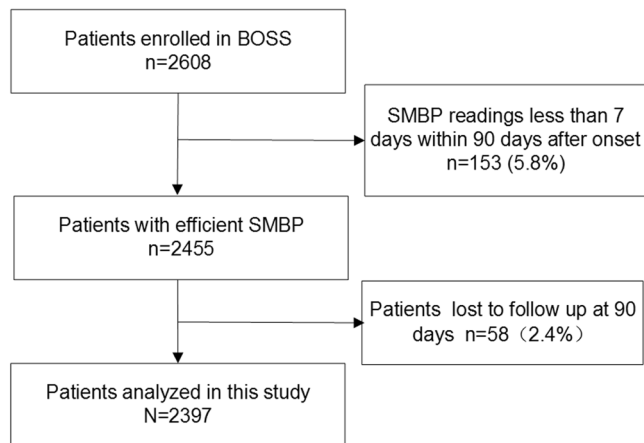 Patients enrolled in BOSS
n=2608
SMBP readings less than 7
days within 90 days after onset
n=153 (5.8%)
Patients with efficient SMBP
n=2455
Patients lost to follow up at 90
days n=58（2.4%）
Patients analyzed in this study
N=2397